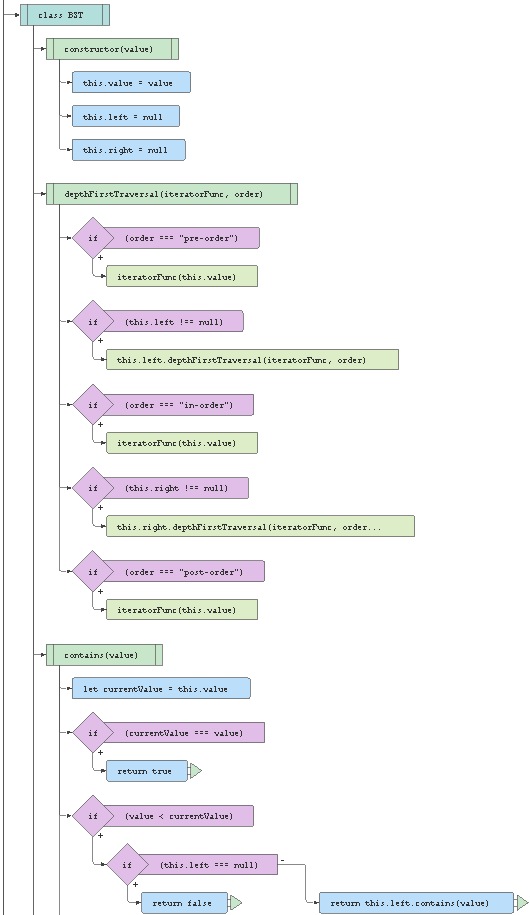 class BST
constructor(value)
this.value = value
this.left = null
this.right = null
depthFirstTraversal(iteratorFunc, order)
if (order === "pre-order")
+
iteratorFunc(this.value)
if (this.left !== null)
+
this.left.depthFirstTraversal(iteratorFunc, order)
if (order === "in-order")
+
iteratorFunc(this.value)
if (this.right !== null)
+
this.right.depthFirstTraversal(iteratorFunc, order...
if (order === "post-order")
+
iteratorFunc(this.value)
contains(value)
let currentValue = this.value
if (currentValue === value)
+
return true
if (value < currentValue)
+
if (this.left === null) -
+
return false return this.left.contains(value)